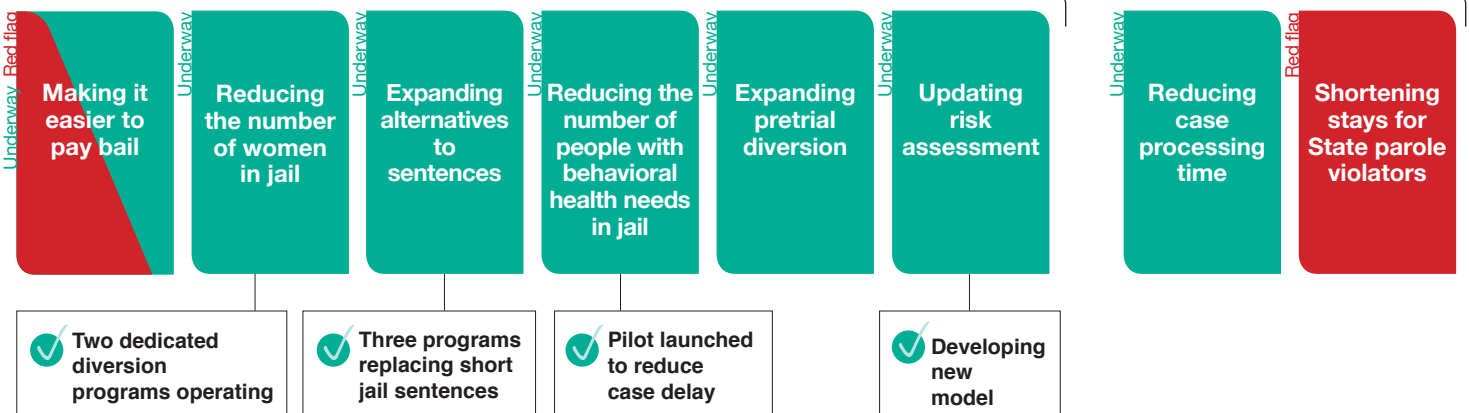 Underway Red flag
Making it
easier to
pay bail
Underway
Reducing
the number
of women
in jail
Underway
Expanding
alternatives
to
sentences
Underway
Reducing the
number of
people with
behavioral
health needs
in jail
Underway
Expanding
pretrial
diversion
Underway
Updating
risk
assessment
Underway
Reducing
case
processing
time
Red flag
Shortening
stays for
State parole
violators
Two dedicated
diversion
programs operating
Three programs
replacing short
jail sentences
Pilot launched
to reduce
case delay
Developing
new
model